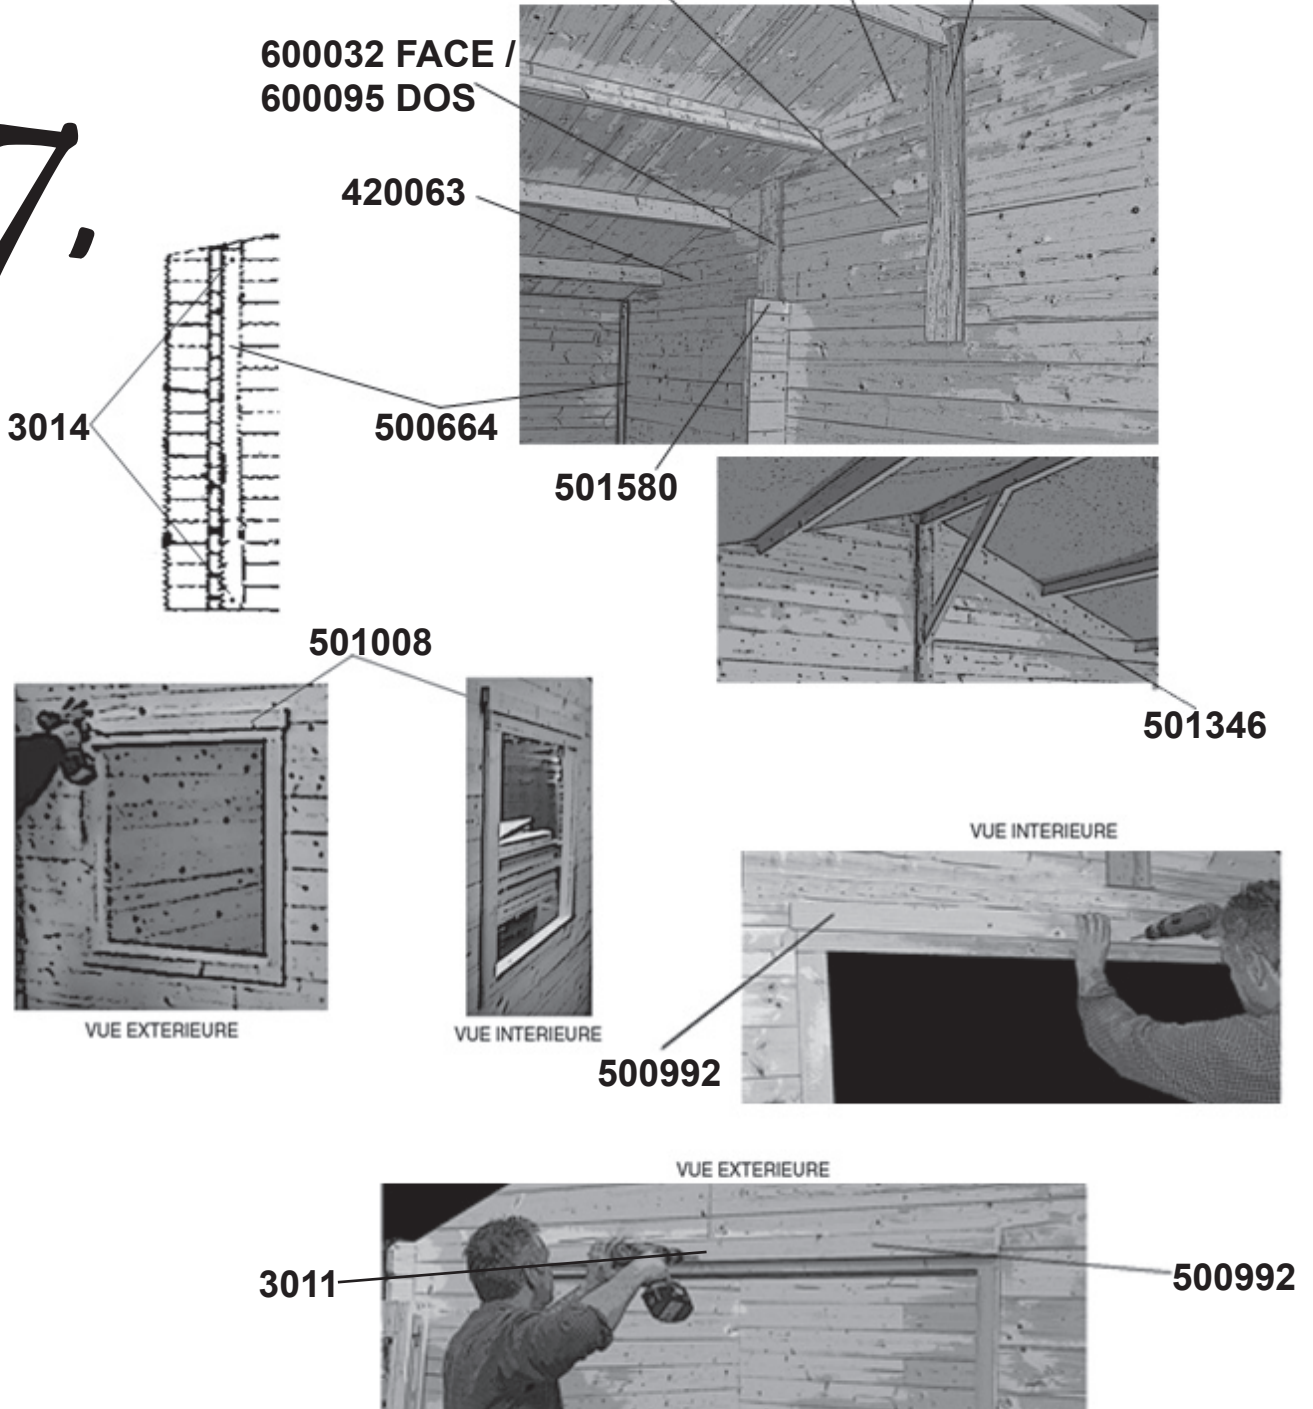 7.
600032 FACE /
600095 DOS
420063
3014
500664
501580
501008
501346
VUE INTERIEURE
VUE EXTERIEURE
VUE INTERIEURE
500992
VUE EXTERIEURE
3011
500992